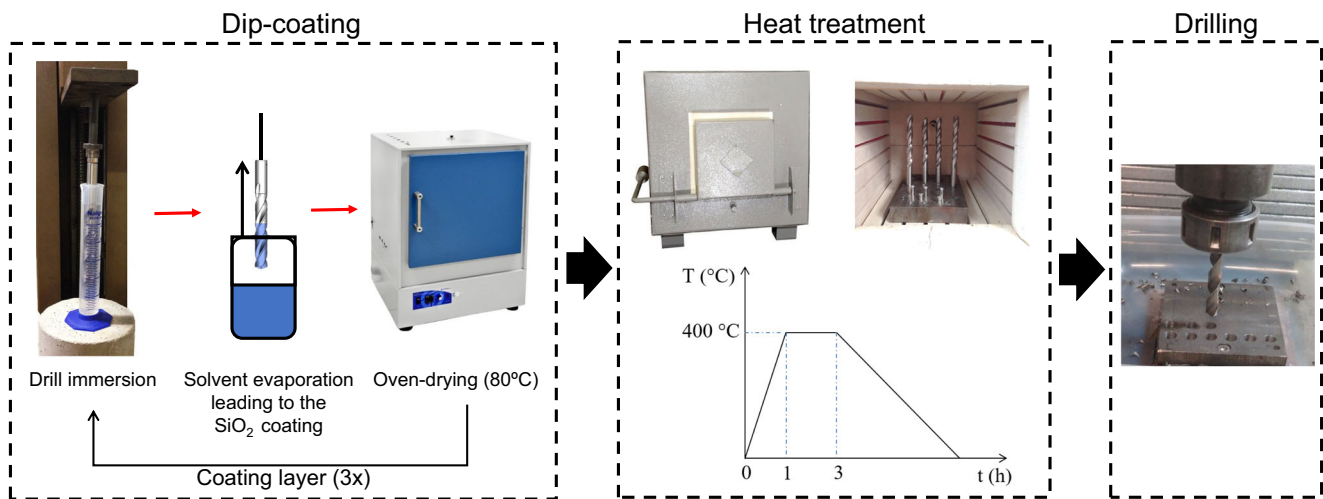 Dip-coating
Heat treatment
Drilling
Drill immersion
Solvent evaporation
leading to the
SiO₂ coating
Oven-drying (80ºC)
Coating layer (3x)
T (°C)
400 °C
0
1
3
t (h)